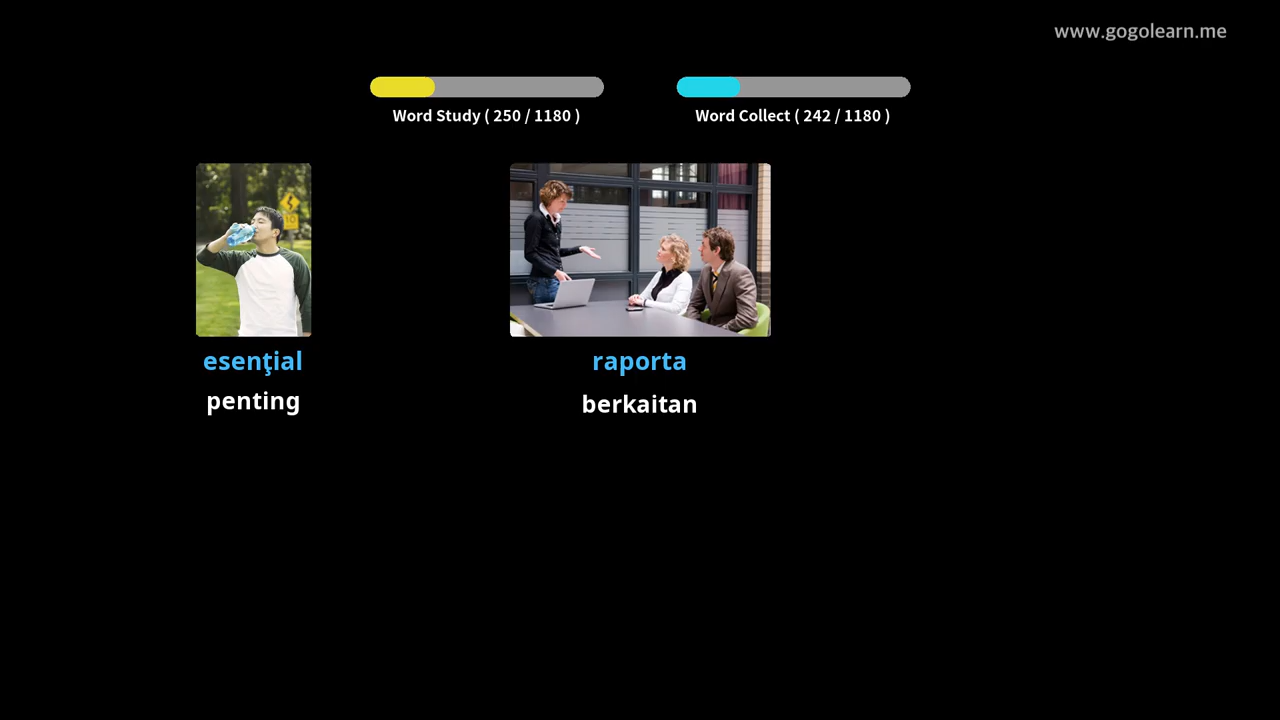 www.gogolearn.me
Word Study ( 250 / 1180 )
Word Collect ( 242 / 1180 )
esenţial
penting
raporta
berkaitan